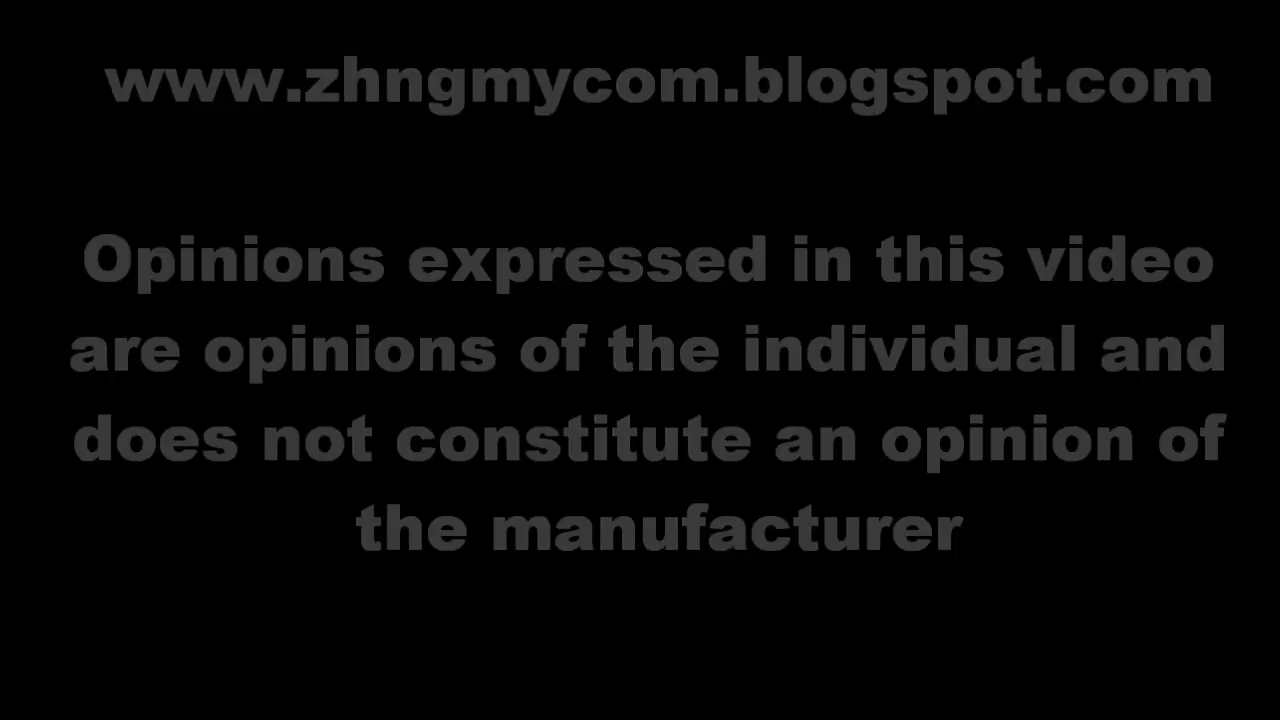 www.zhngmycom.blogspot.com
Opinions expressed in this video
are opinions of the individual and
does not constitute an opinion of
the manufacturer